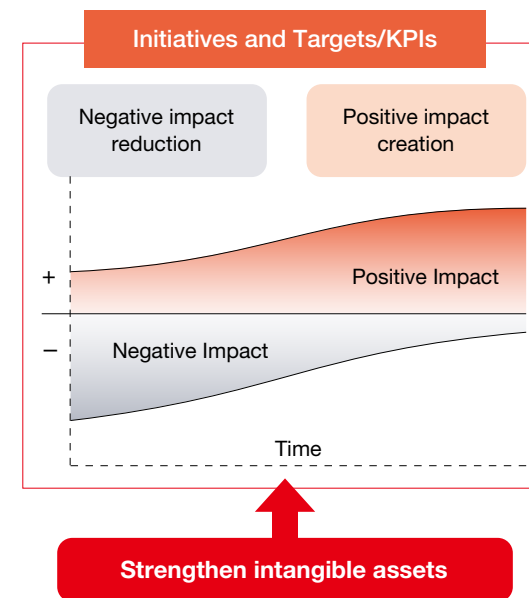 Initiatives and Targets/KPIs
Negative impact
reduction
Positive impact
creation
+
Positive Impact
−
Negative Impact
Time
Strengthen intangible assets